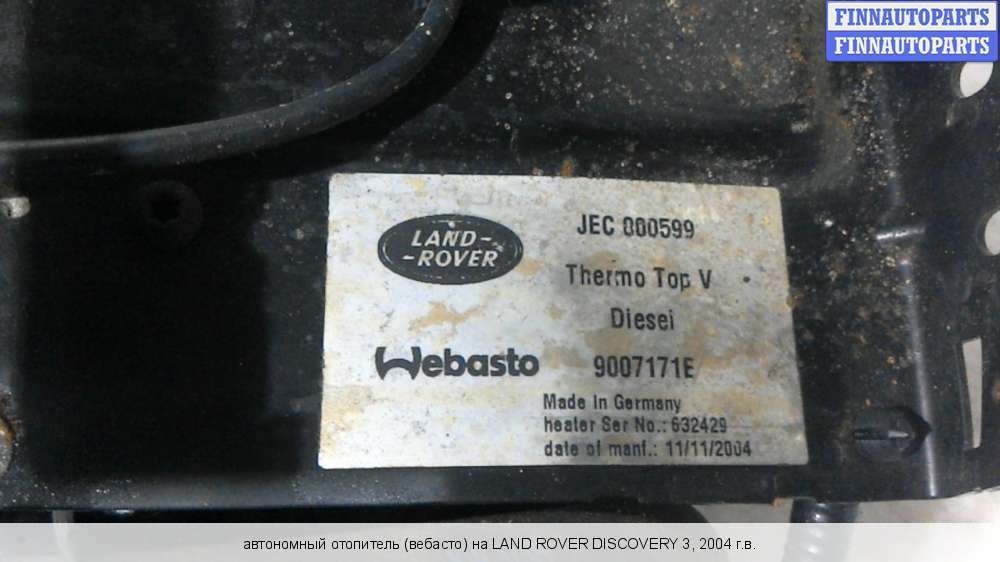 FINNAUTOPARTS
FINNAUTOPARTS
LAND-
-ROVER
JEC 000599
Thermo Top V
Diesel
Webasto
9007171E
Made In Germany
heater Ser No.: 632429
date of manf.: 11/11/2004
автономный отопитель (вебасто) на LAND ROVER DISCOVERY 3, 2004 г.в.